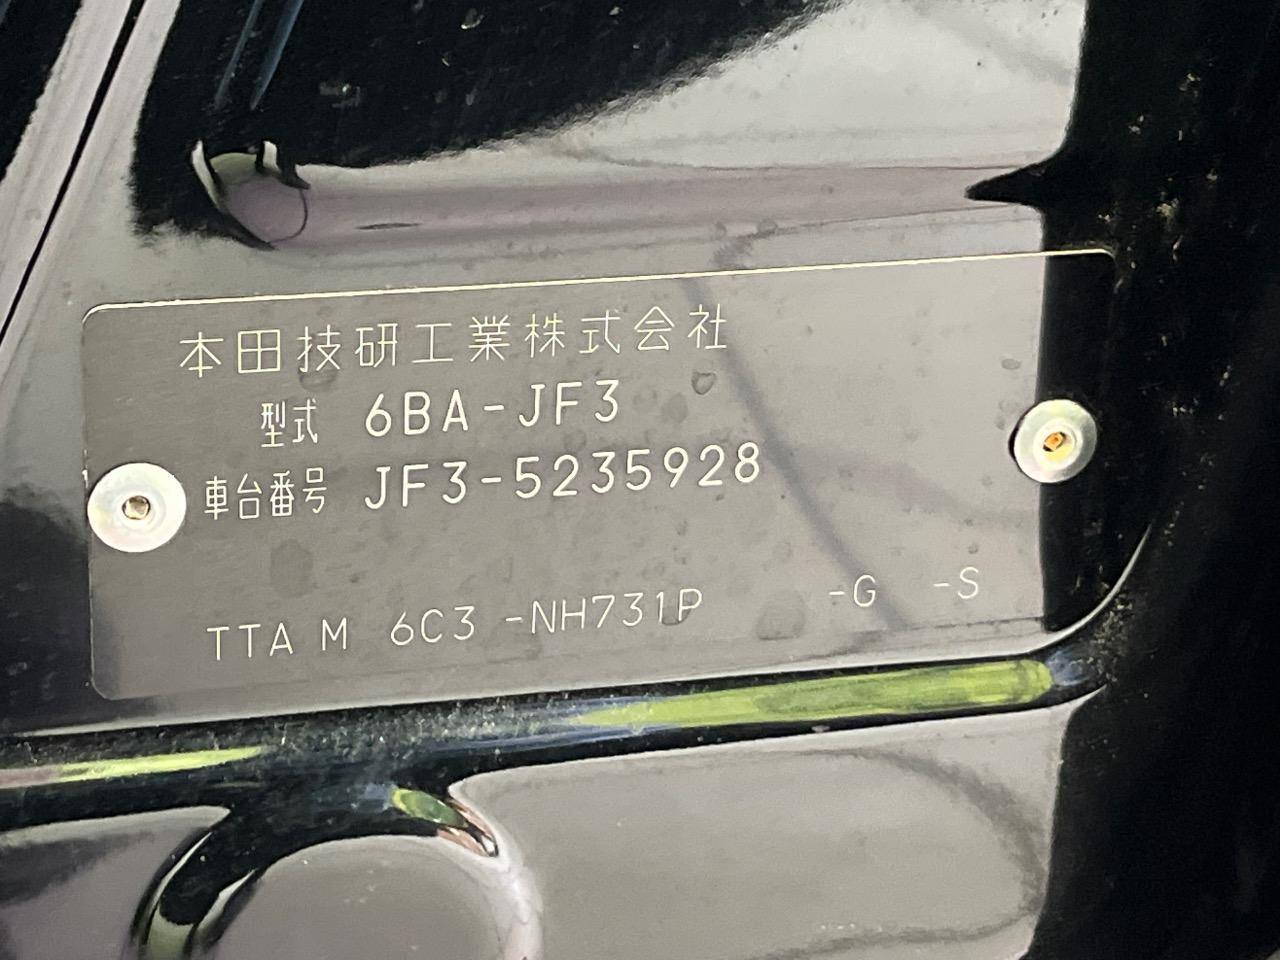 本田技研工業株式会社
型式 6BA-JF3
車台番号 JF3-5235928
TTA M 6C3 -NH731P -G -S